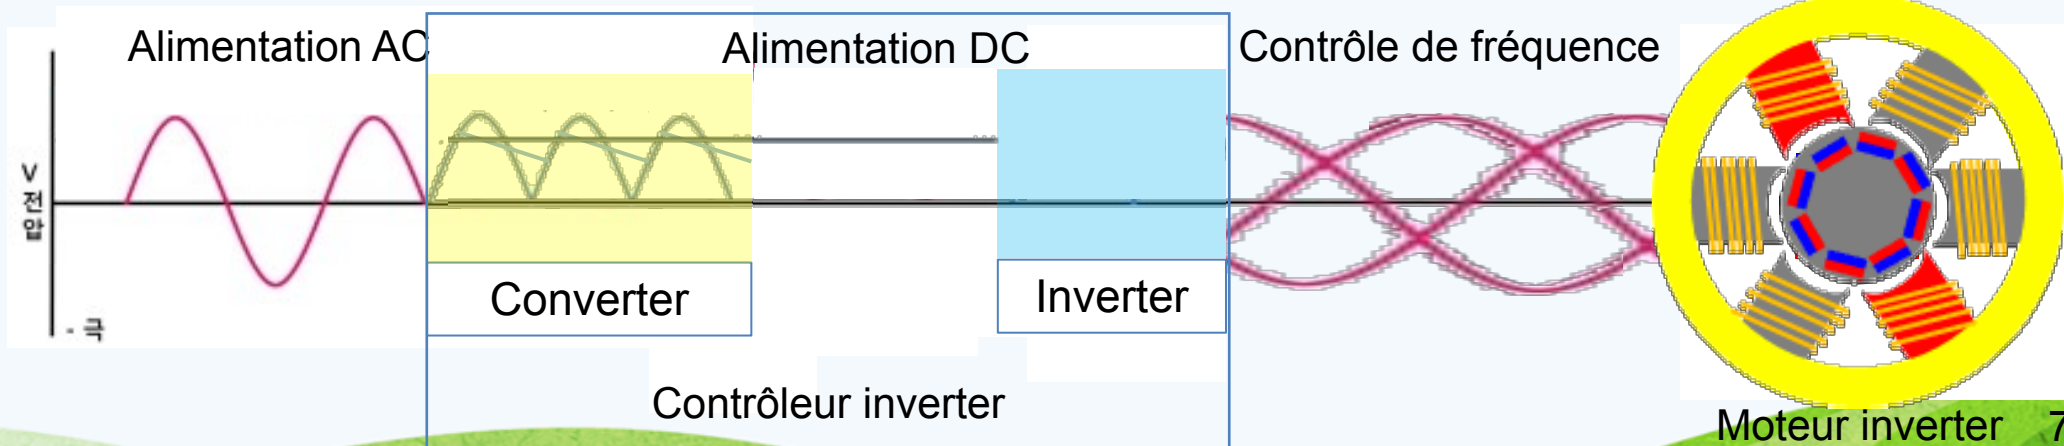 Alimentation AC
Alimentation DC
Contrôle de fréquence
V
전
압
- 극
Converter
Inverter
Contrôleur inverter
Moteur inverter
7